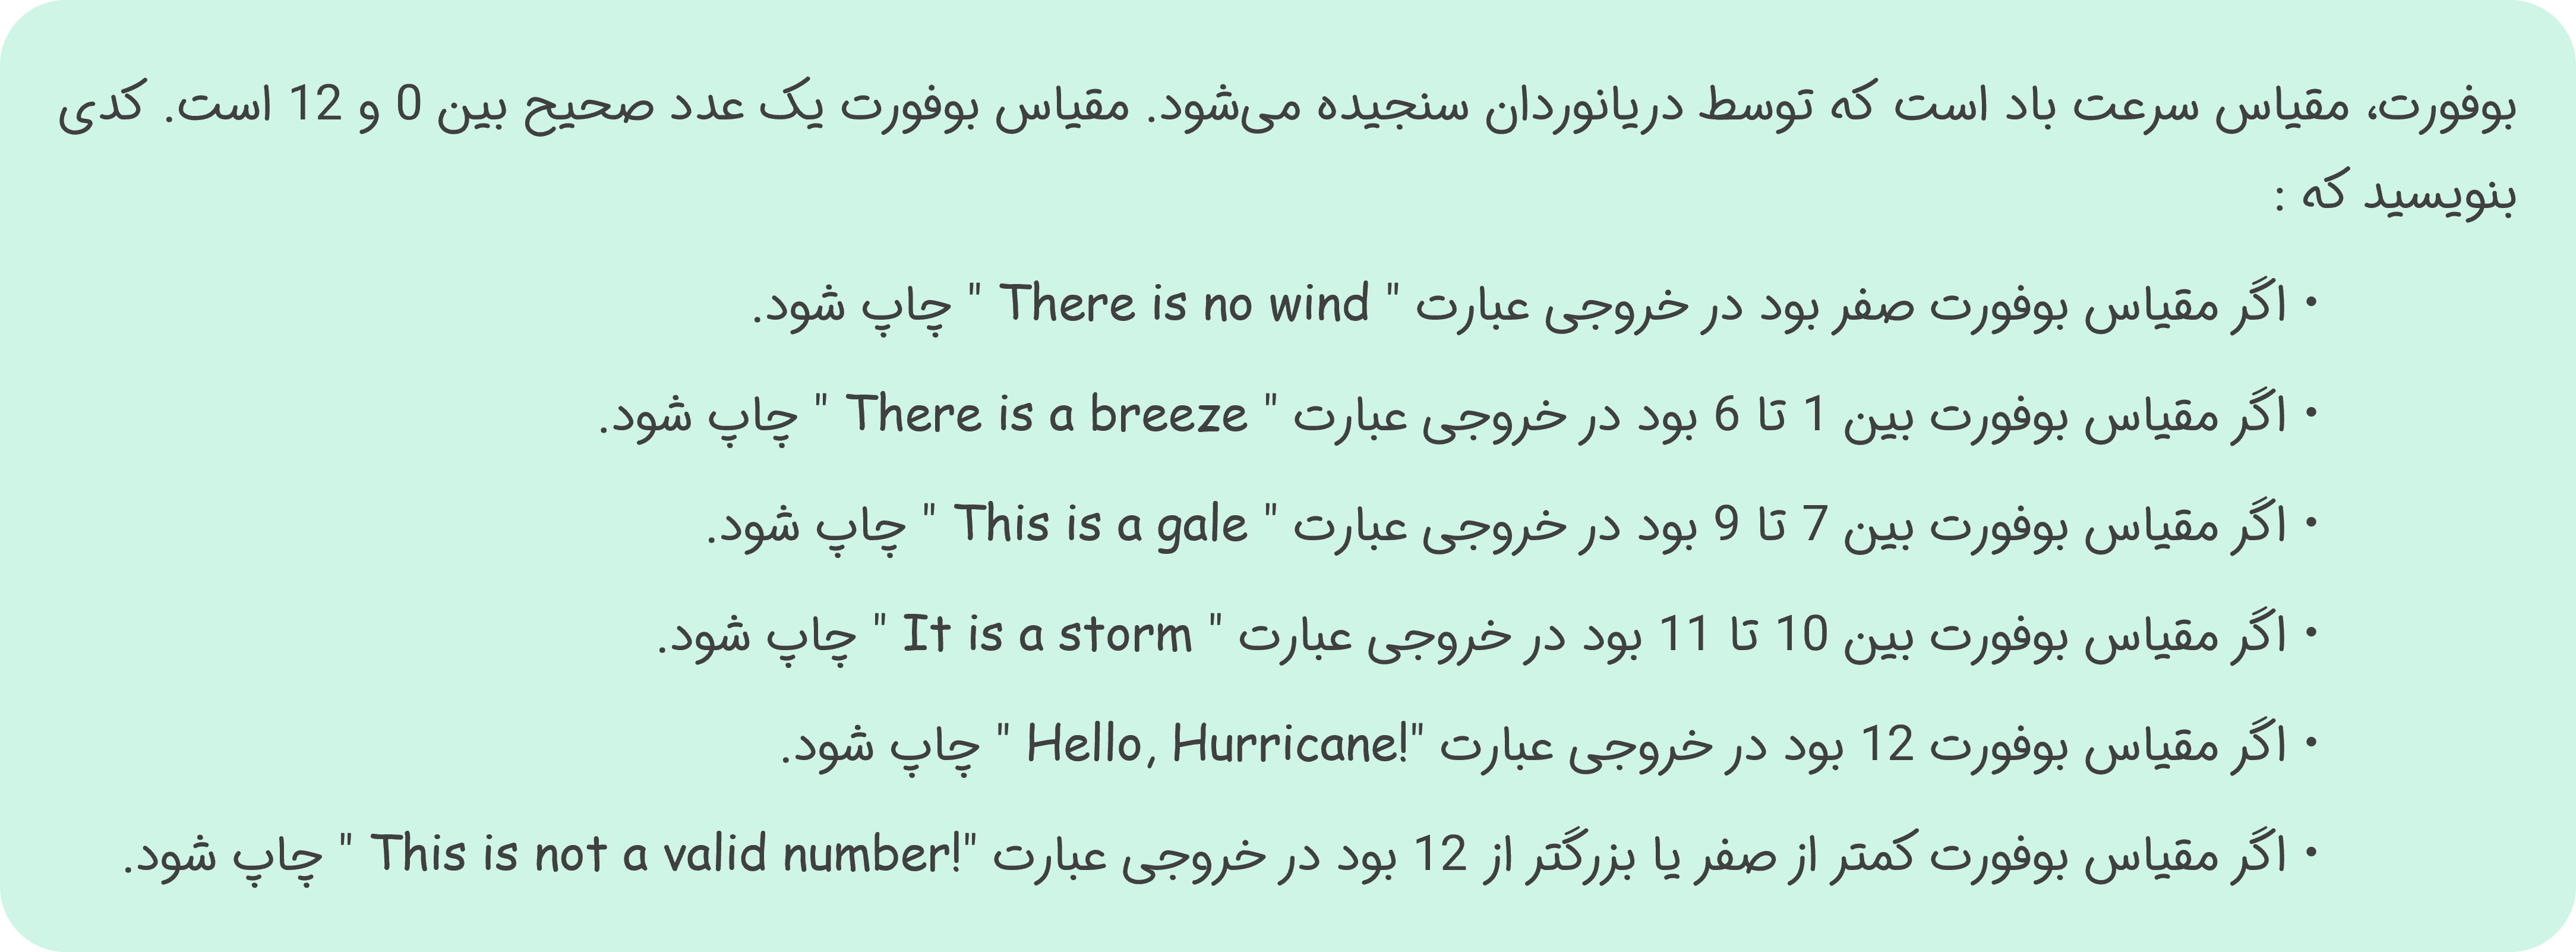 بوفورت، مقیاس سرعت باد است که توسط دریانوردان سنجیده می‌شود. مقیاس بوفورت یک عدد صحیح بین 0 و 12 است. کدی
بنویسید که :
• اگر مقیاس بوفورت صفر بود در خروجی عبارت " There is no wind " چاپ شود.
• اگر مقیاس بوفورت بین 1 تا 6 بود در خروجی عبارت " There is a breeze " چاپ شود.
• اگر مقیاس بوفورت بین 7 تا 9 بود در خروجی عبارت " This is a gale " چاپ شود.
• اگر مقیاس بوفورت بین 10 تا 11 بود در خروجی عبارت " It is a storm " چاپ شود.
• اگر مقیاس بوفورت 12 بود در خروجی عبارت "Hello, Hurricane! " چاپ شود.
• اگر مقیاس بوفورت کمتر از صفر یا بزرگتر از 12 بود در خروجی عبارت "This is not a valid number! " چاپ شود.